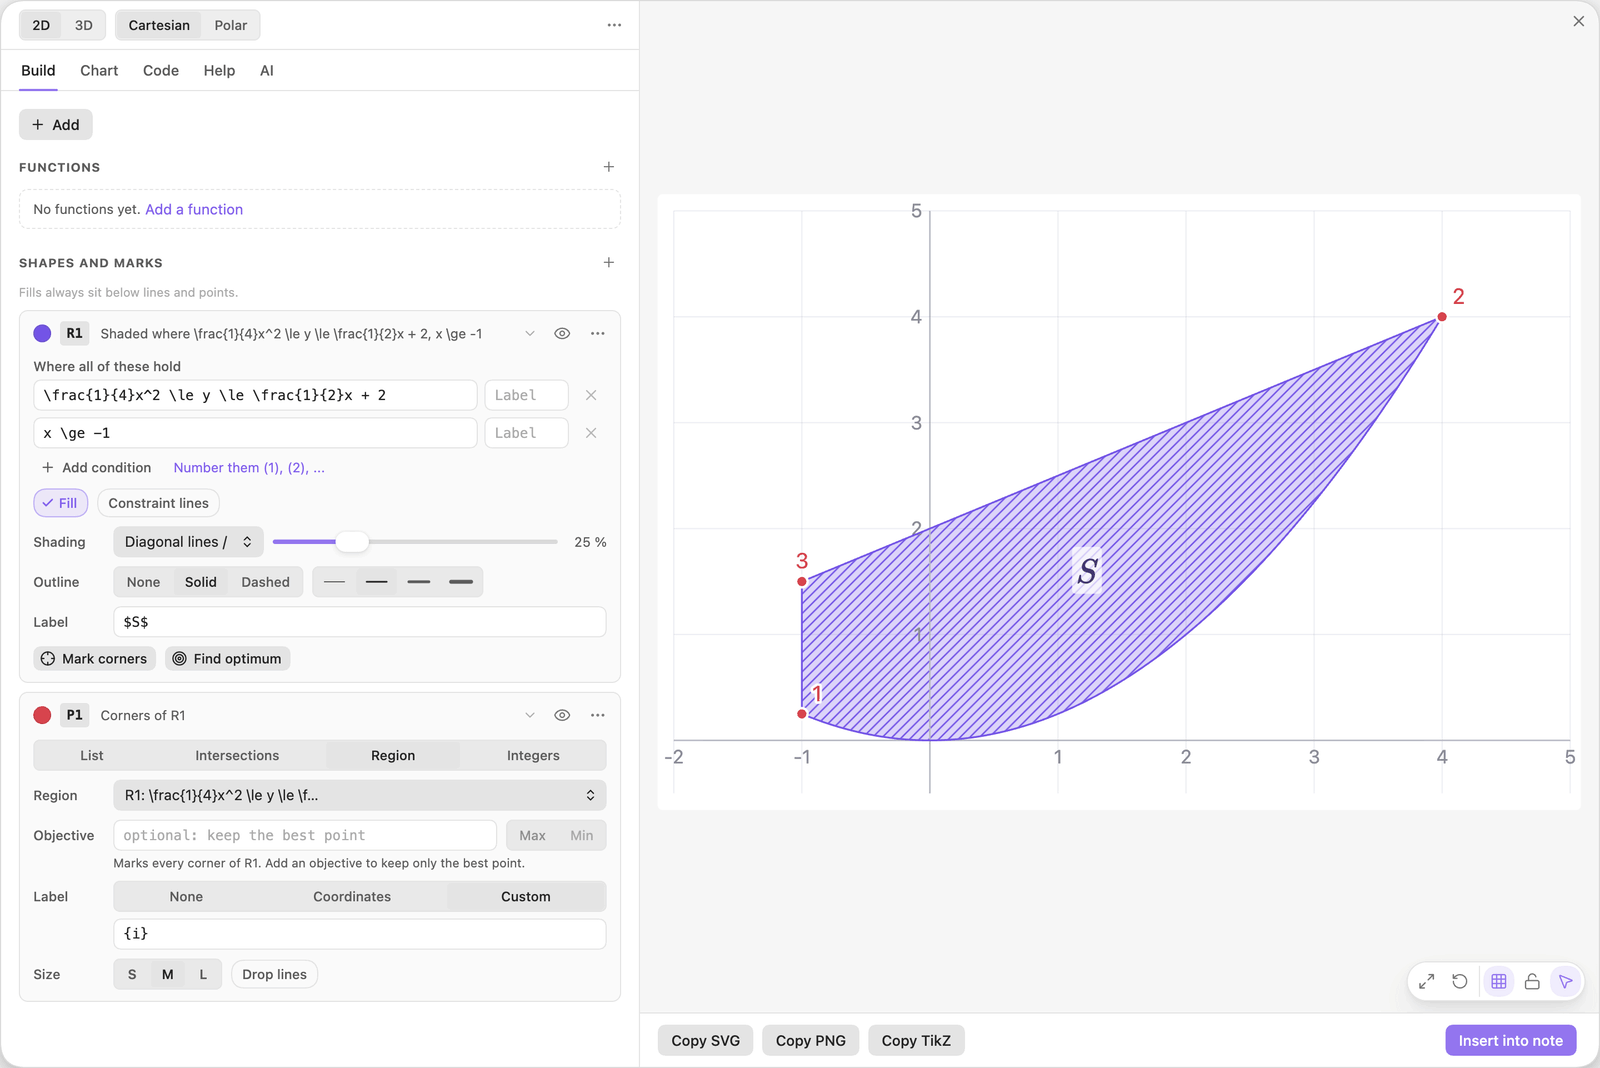 2D 3D Cartesian Polar
Build Chart Code Help AI
+ Add
FUNCTIONS
No functions yet. Add a function
SHAPES AND MARKS
Fills always sit below lines and points.
R1 Shaded where \frac{1}{4}x^2 \le y \le \frac{1}{2}x + 2, x \ge -1
Where all of these hold
\frac{1}{4}x^2 \le y \le \frac{1}{2}x + 2 Label
x \ge -1 Label
+ Add condition Number them (1), (2), ...
Fill Constraint lines
Shading Diagonal lines / 25 %
Outline None Solid Dashed
Label $S$
Mark corners Find optimum
P1 Corners of R1
List Intersections Region Integers
Region R1: \frac{1}{4}x^2 \le y \le \f...
Objective optional: keep the best point Max Min
Marks every corner of R1. Add an objective to keep only the best point.
Label None Coordinates Custom
{i}
Size S M L Drop lines
5
2
4
3
2
3
S
1
1
-2 -1 1 2 3 4 5
Copy SVG Copy PNG Copy TikZ Insert into note